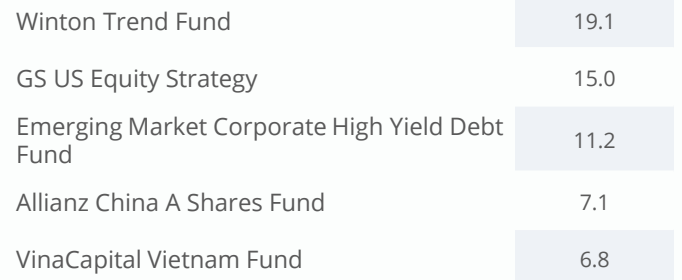 Winton Trend Fund 19.1
GS US Equity Strategy 15.0
Emerging Market Corporate High Yield Debt
Fund 11.2
Allianz China A Shares Fund 7.1
VinaCapital Vietnam Fund 6.8